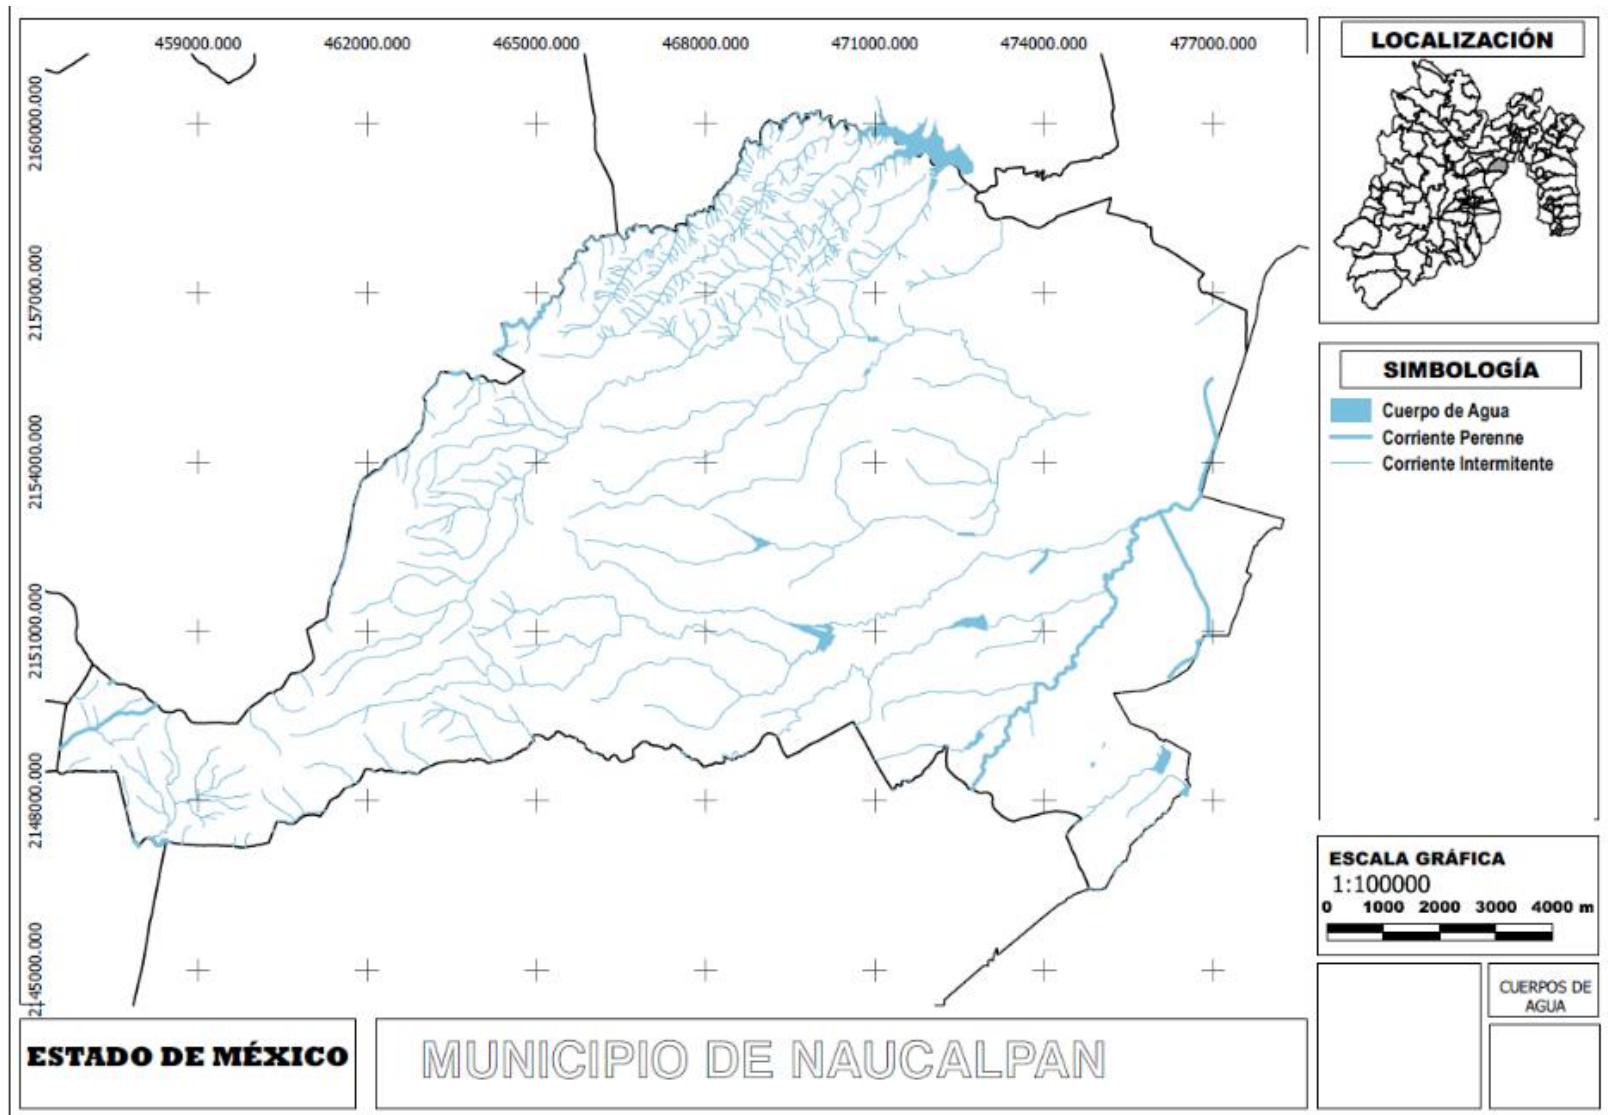 459000.000 462000.000 465000.000 468000.000 471000.000 474000.000 477000.000
2160000.000
2157000.000
2154000.000
2151000.000
2148000.000
2145000.000
LOCALIZACIÓN
SIMBOLOGÍA
Cuerpo de Agua
Corriente Perenne
Corriente Intermitente
ESCALA GRÁFICA
1:100000
0 1000 2000 3000 4000 m
CUERPOS DE
AGUA
ESTADO DE MÉXICO
MUNICIPIO DE NAUCALPAN